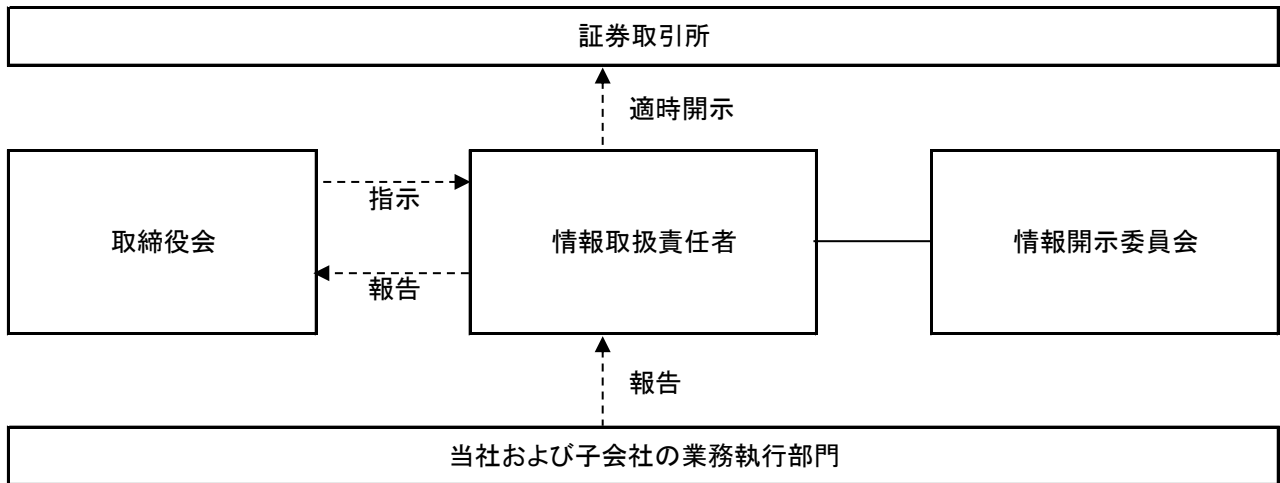 証券取引所
適時開示
取締役会
指示
報告
情報取扱責任者
情報開示委員会
報告
当社および子会社の業務執行部門